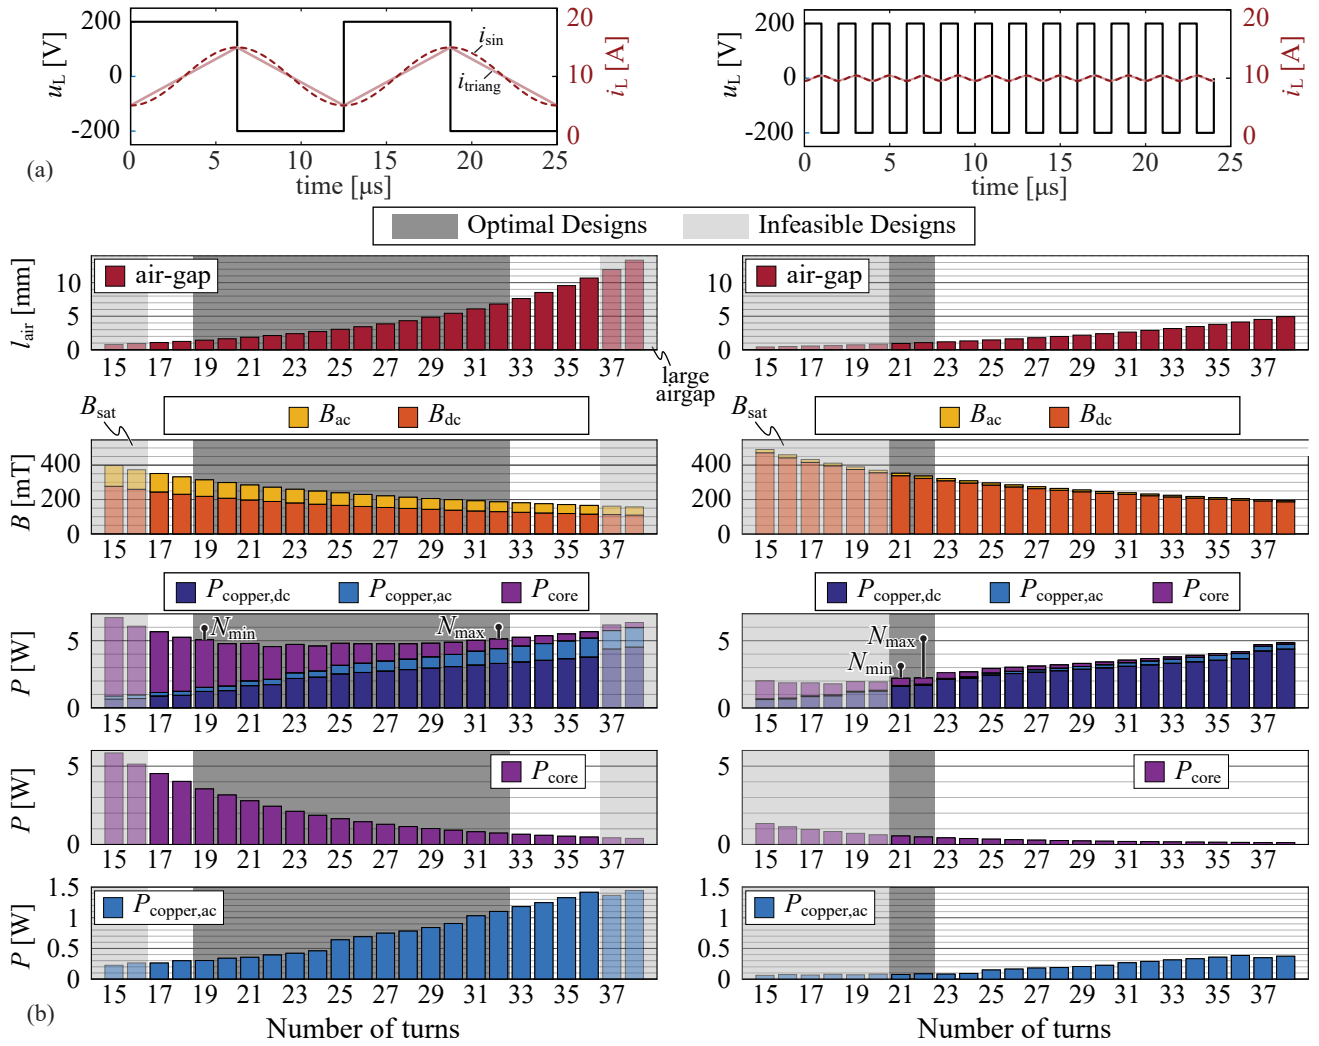 200
0
-200
u_L [V]
20
10
0
i_L [A]
i_sin
i_triang
0 5 10 15 20 25
time [µs]
(a)
200
0
-200
u_L [V]
20
10
0
i_L [A]
0 5 10 15 20 25
time [µs]
Optimal Designs Infeasible Designs
l_air [mm]
10
5
0
air-gap
15 17 19 21 23 25 27 29 31 33 35 37
large
airgap
10
5
0
air-gap
15 17 19 21 23 25 27 29 31 33 35 37
B_sat
B_ac B_dc
B [mT]
400
200
0
15 17 19 21 23 25 27 29 31 33 35 37
B_sat
B_ac B_dc
400
200
0
15 17 19 21 23 25 27 29 31 33 35 37
P_copper,dc P_copper,ac P_core
P [W]
5
0
N_min
N_max
15 17 19 21 23 25 27 29 31 33 35 37
P_copper,dc P_copper,ac P_core
5
0
N_max
N_min
15 17 19 21 23 25 27 29 31 33 35 37
P [W]
5
0
P_core
15 17 19 21 23 25 27 29 31 33 35 37
5
0
P_core
15 17 19 21 23 25 27 29 31 33 35 37
P [W]
1.5
1
0.5
0
P_copper,ac
15 17 19 21 23 25 27 29 31 33 35 37
Number of turns
(b)
1.5
1
0.5
0
P_copper,ac
15 17 19 21 23 25 27 29 31 33 35 37
Number of turns